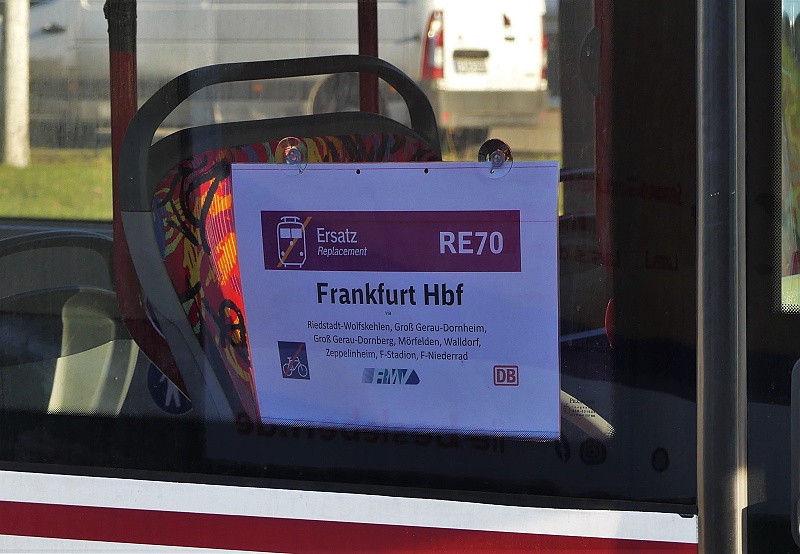 Ersatz
Replacement
RE70
Frankfurt Hbf
via
Riedstadt-Wolfskehlen, Groß Gerau-Dornheim,
Groß Gerau-Dornberg, Mörfelden, Walldorf,
Zeppelinheim, F-Stadion, F-Niederrad
RMV
DB